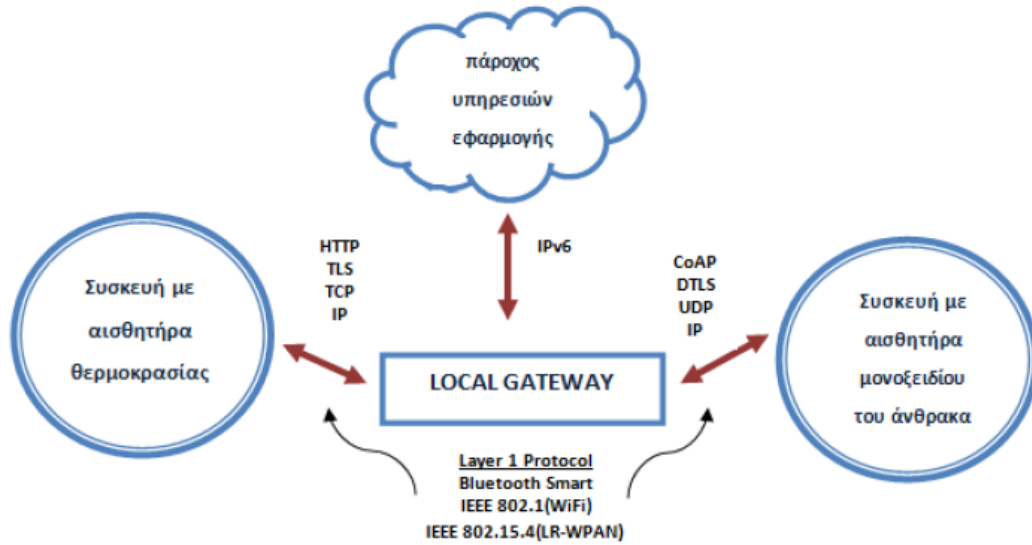 πάροχος
υπηρεσιών
εφαρμογής
HTTP
TLS
TCP
IP
IPv6
CoAP
DTLS
UDP
IP
Συσκευή με
αισθητήρα
θερμοκρασίας
LOCAL GATEWAY
Συσκευή με
αισθητήρα
μονοξειδίου
του άνθρακα
Layer 1 Protocol
Bluetooth Smart
IEEE 802.1(WiFi)
IEEE 802.15.4(LR-WPAN)